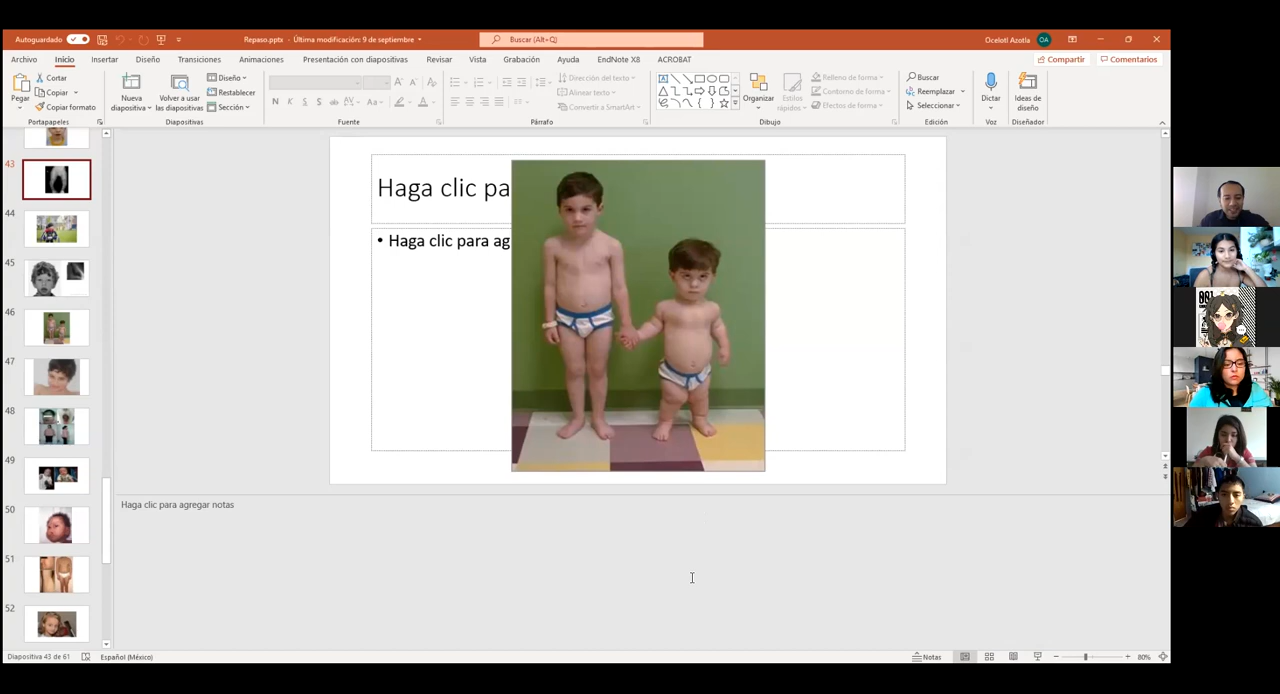 Autoguardado
Repaso.pptx - Última modificación: 9 de septiembre
Buscar (Alt+Q)
Ocelotl Azotla
OA
Archivo
Inicio
Insertar
Diseño
Transiciones
Animaciones
Presentación con diapositivas
Revisar
Vista
Grabación
Ayuda
EndNote X8
ACROBAT
Compartir
Comentarios
Pegar
Cortar
Copiar
Copiar formato
Portapapeles
Nueva
diapositiva
Volver a usar
las diapositivas
Diseño
Restablecer
Sección
Diapositivas
N
K
S
S
ab
AV
Aa
A
Fuente
Dirección del texto
Alinear texto
Convertir a SmartArt
Párrafo
Organizar
Estilos
rápidos
Relleno de forma
Contorno de forma
Efectos de forma
Dibujo
Buscar
Reemplazar
Seleccionar
Edición
Dictar
Voz
Ideas de
diseño
Diseñador
43
44
45
46
47
48
49
50
51
52
Haga clic pa
• Haga clic para ag
Haga clic para agregar notas
Diapositiva 43 de 61
Español (México)
Notas
80%